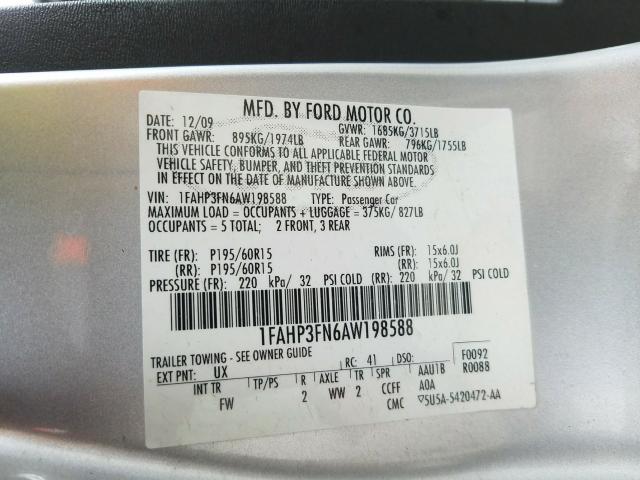 MFD. BY FORD MOTOR CO.
DATE: 12/09 GVWR: 1685KG/3715LB
FRONT GAWR: 895KG/1974LB REAR GAWR: 796KG/1755LB
THIS VEHICLE CONFORMS TO ALL APPLICABLE FEDERAL MOTOR
VEHICLE SAFETY, BUMPER, AND THEFT PREVENTION STANDARDS
IN EFFECT ON THE DATE OF MANUFACTURE SHOWN ABOVE.
VIN: 1FAHP3FN6AW198588 TYPE: Passenger Car
MAXIMUM LOAD = OCCUPANTS + LUGGAGE = 375KG/ 827LB
OCCUPANTS = 5 TOTAL; 2 FRONT, 3 REAR
TIRE (FR): P195/60R15 RIMS (FR): 15x6.0J
(RR): P195/60R15 (RR): 15x6.0J
PRESSURE (FR): 220 kPa/ 32 PSI COLD (RR): 220 kPa/ 32 PSI COLD
1FAHP3FN6AW198588
TRAILER TOWING - SEE OWNER GUIDE F0092
EXT PNT: UX RC: 41 DSO: R0088
INT TR TP/PS R AXLE TR SPR AAU1B
FW 2 WW 2 CCFF A0A
CMC ▽5U5A-5420472-AA